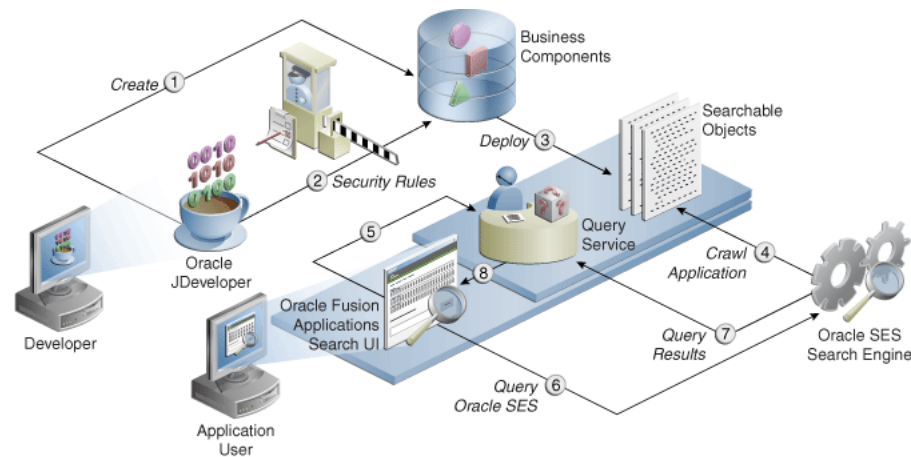 Business
Components
Create
1
Searchable
Objects
0010
1010
0100
Deploy
3
2
Security Rules
5
Query
Service
Oracle
JDeveloper
Crawl
Application
4
8
Oracle Fusion
Applications
Search UI
Developer
Query
Results
7
Oracle SES
Search Engine
Query
Oracle SES
6
Application
User